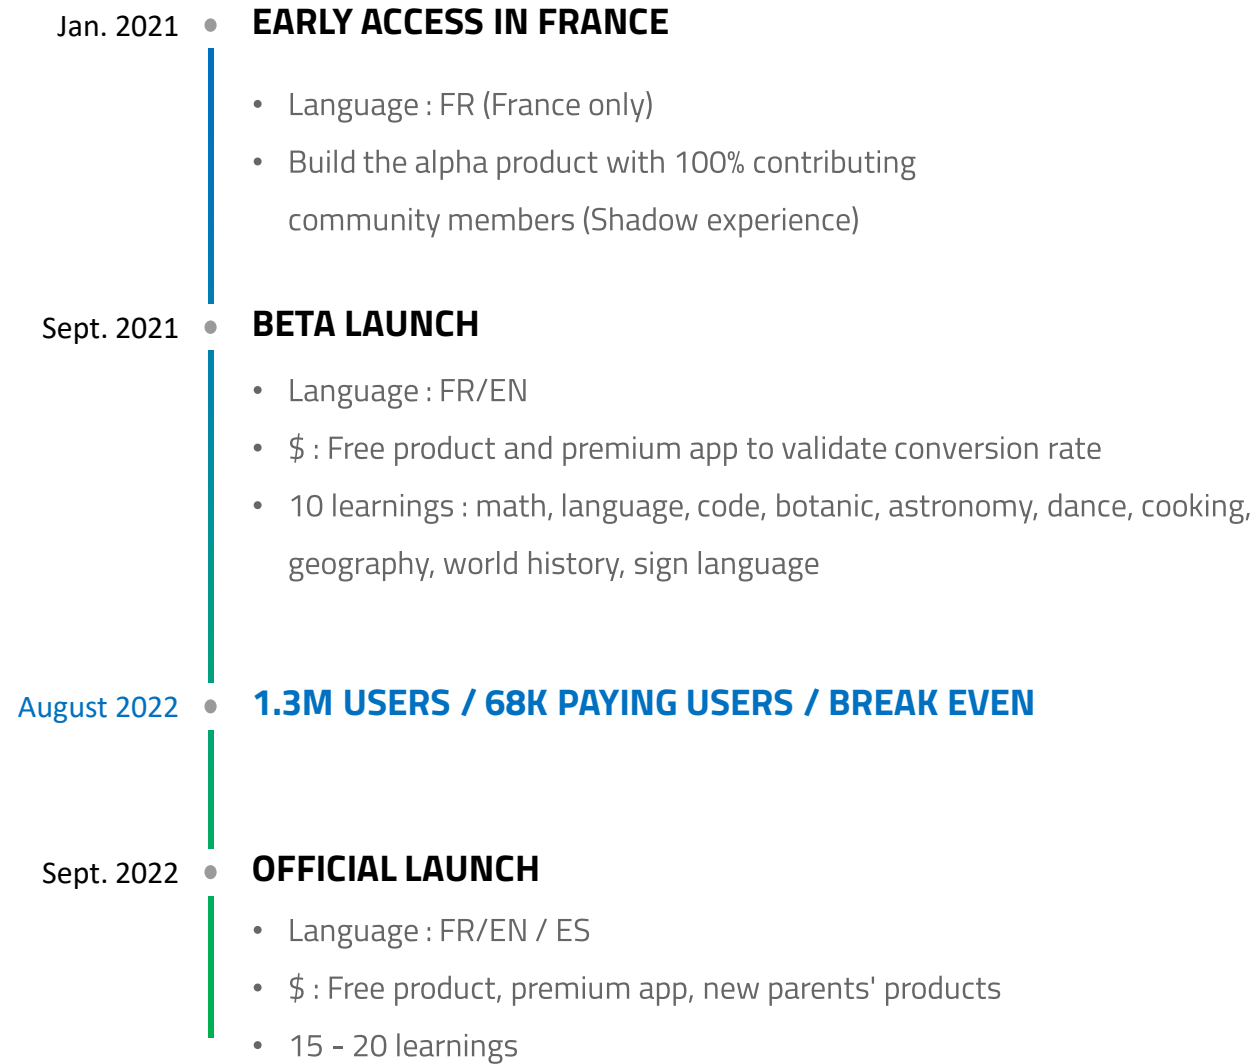 Jan. 2021
EARLY ACCESS IN FRANCE
• Language : FR (France only)
• Build the alpha product with 100% contributing
community members (Shadow experience)
Sept. 2021
BETA LAUNCH
• Language : FR/EN
• $ : Free product and premium app to validate conversion rate
• 10 learnings : math, language, code, botanic, astronomy, dance, cooking,
geography, world history, sign language
August 2022
1.3M USERS / 68K PAYING USERS / BREAK EVEN
Sept. 2022
OFFICIAL LAUNCH
• Language : FR/EN / ES
• $ : Free product, premium app, new parents' products
• 15 - 20 learnings